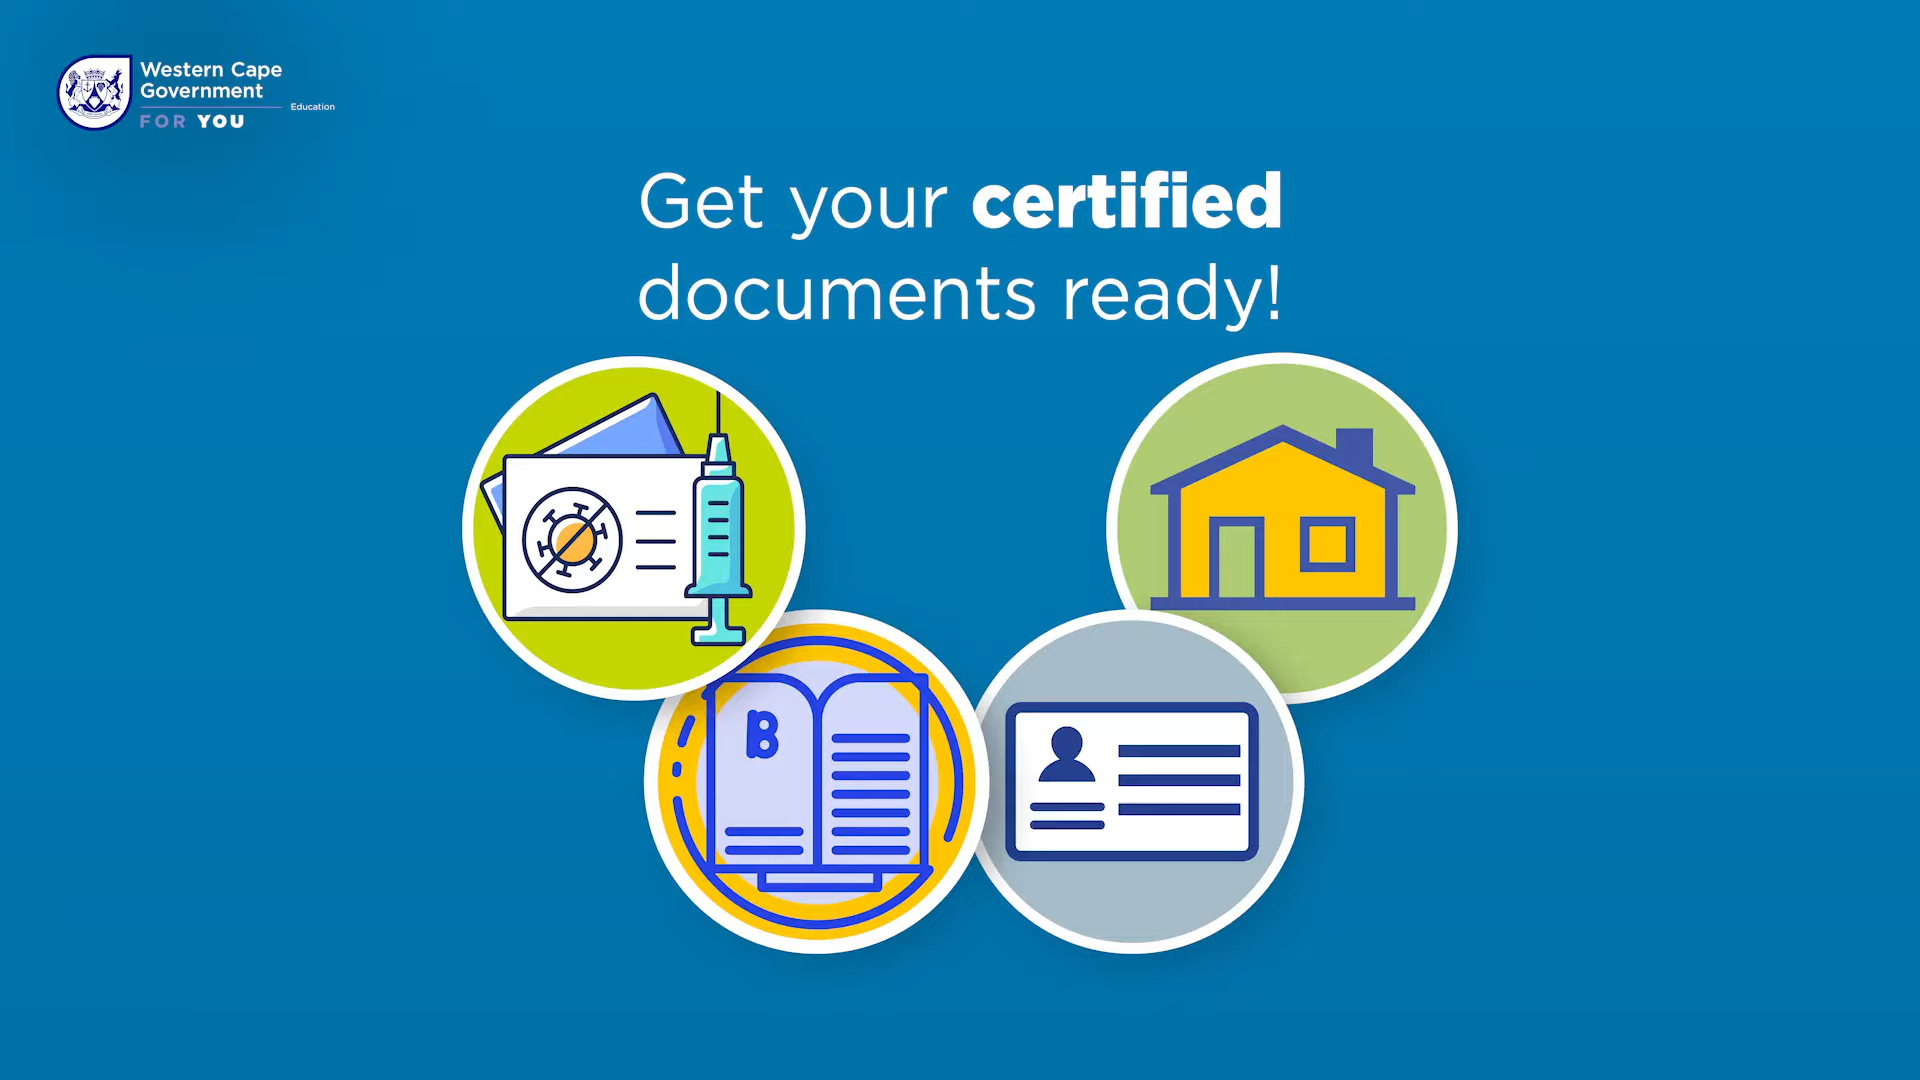 Western Cape
Government
Education
FOR YOU
Get your certified
documents ready!
B